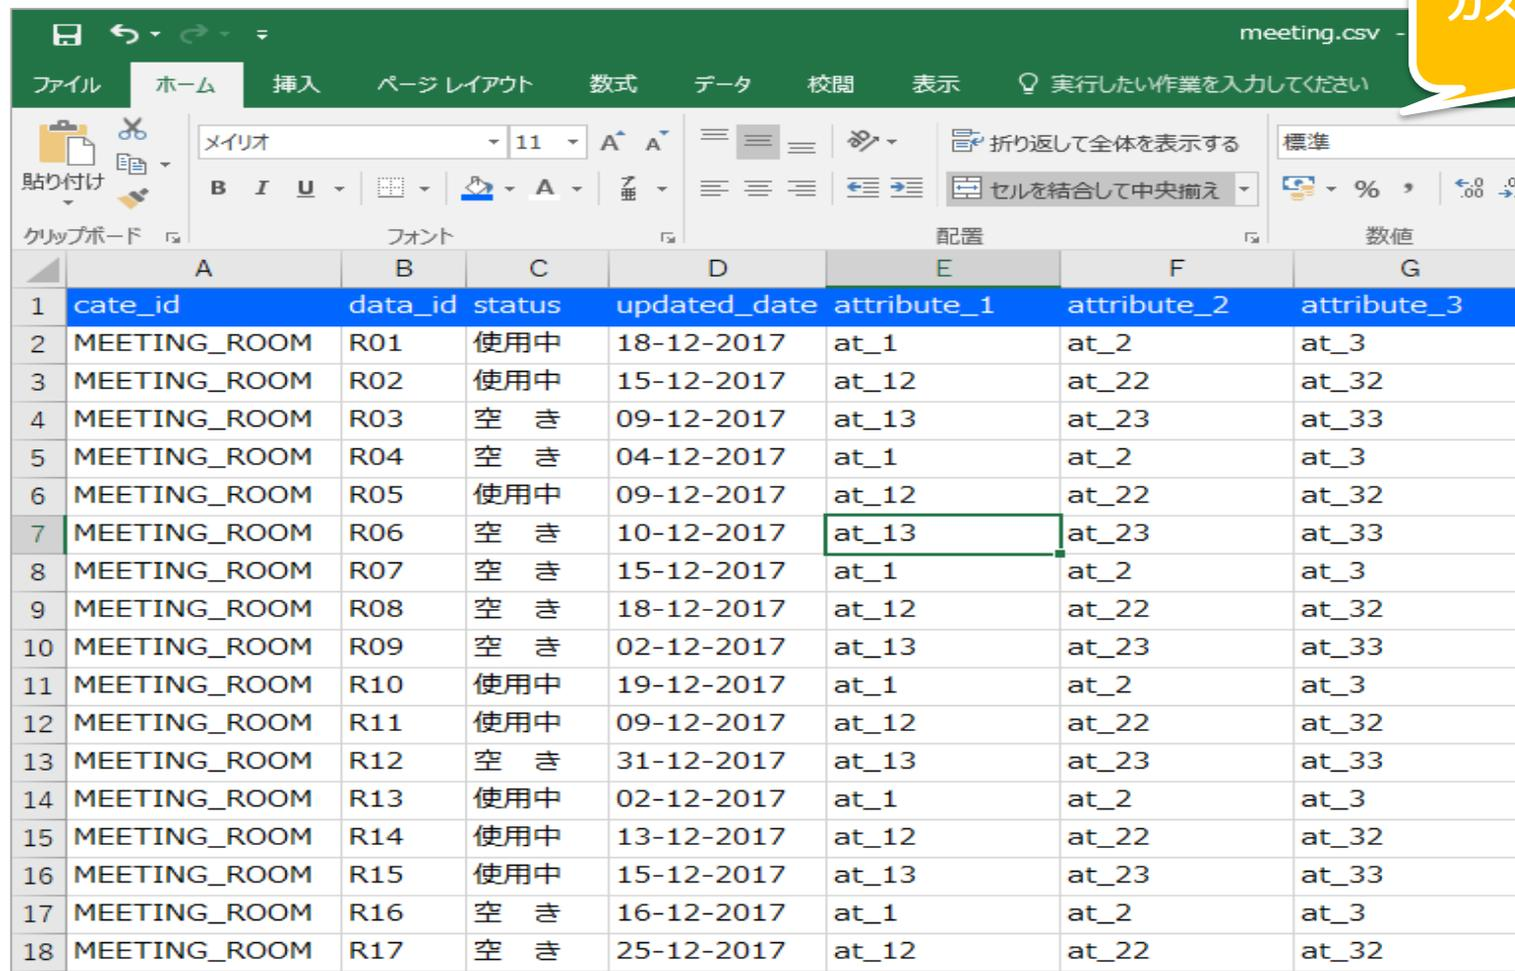 カス
meeting.csv -
ファイル ホーム 挿入 ページ レイアウト 数式 データ 校閲 表示 実行したい作業を入力してください
メイリオ 11 A A 折り返して全体を表示する 標準
貼り付け B I U A ア亜 セルを結合して中央揃え % , .00
クリップボード フォント 配置 数値
A B C D E F G
1 cate_id data_id status updated_date attribute_1 attribute_2 attribute_3
2 MEETING_ROOM R01 使用中 18-12-2017 at_1 at_2 at_3
3 MEETING_ROOM R02 使用中 15-12-2017 at_12 at_22 at_32
4 MEETING_ROOM R03 空 き 09-12-2017 at_13 at_23 at_33
5 MEETING_ROOM R04 空 き 04-12-2017 at_1 at_2 at_3
6 MEETING_ROOM R05 使用中 09-12-2017 at_12 at_22 at_32
7 MEETING_ROOM R06 空 き 10-12-2017 at_13 at_23 at_33
8 MEETING_ROOM R07 空 き 15-12-2017 at_1 at_2 at_3
9 MEETING_ROOM R08 空 き 18-12-2017 at_12 at_22 at_32
10 MEETING_ROOM R09 空 き 02-12-2017 at_13 at_23 at_33
11 MEETING_ROOM R10 使用中 19-12-2017 at_1 at_2 at_3
12 MEETING_ROOM R11 使用中 09-12-2017 at_12 at_22 at_32
13 MEETING_ROOM R12 空 き 31-12-2017 at_13 at_23 at_33
14 MEETING_ROOM R13 使用中 02-12-2017 at_1 at_2 at_3
15 MEETING_ROOM R14 使用中 13-12-2017 at_12 at_22 at_32
16 MEETING_ROOM R15 使用中 15-12-2017 at_13 at_23 at_33
17 MEETING_ROOM R16 空 き 16-12-2017 at_1 at_2 at_3
18 MEETING_ROOM R17 空 き 25-12-2017 at_12 at_22 at_32